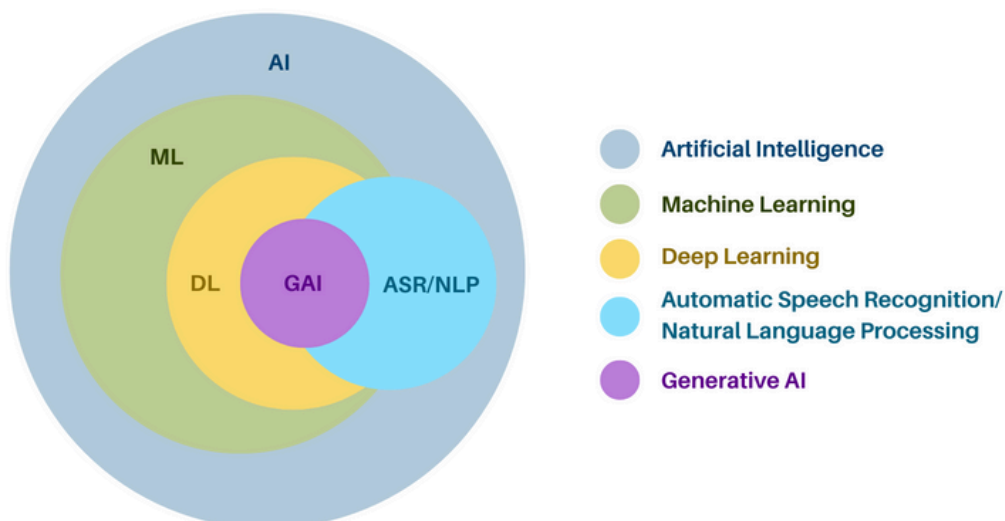 AI
ML
DL
GAI
ASR/NLP
Artificial Intelligence
Machine Learning
Deep Learning
Automatic Speech Recognition/
Natural Language Processing
Generative AI